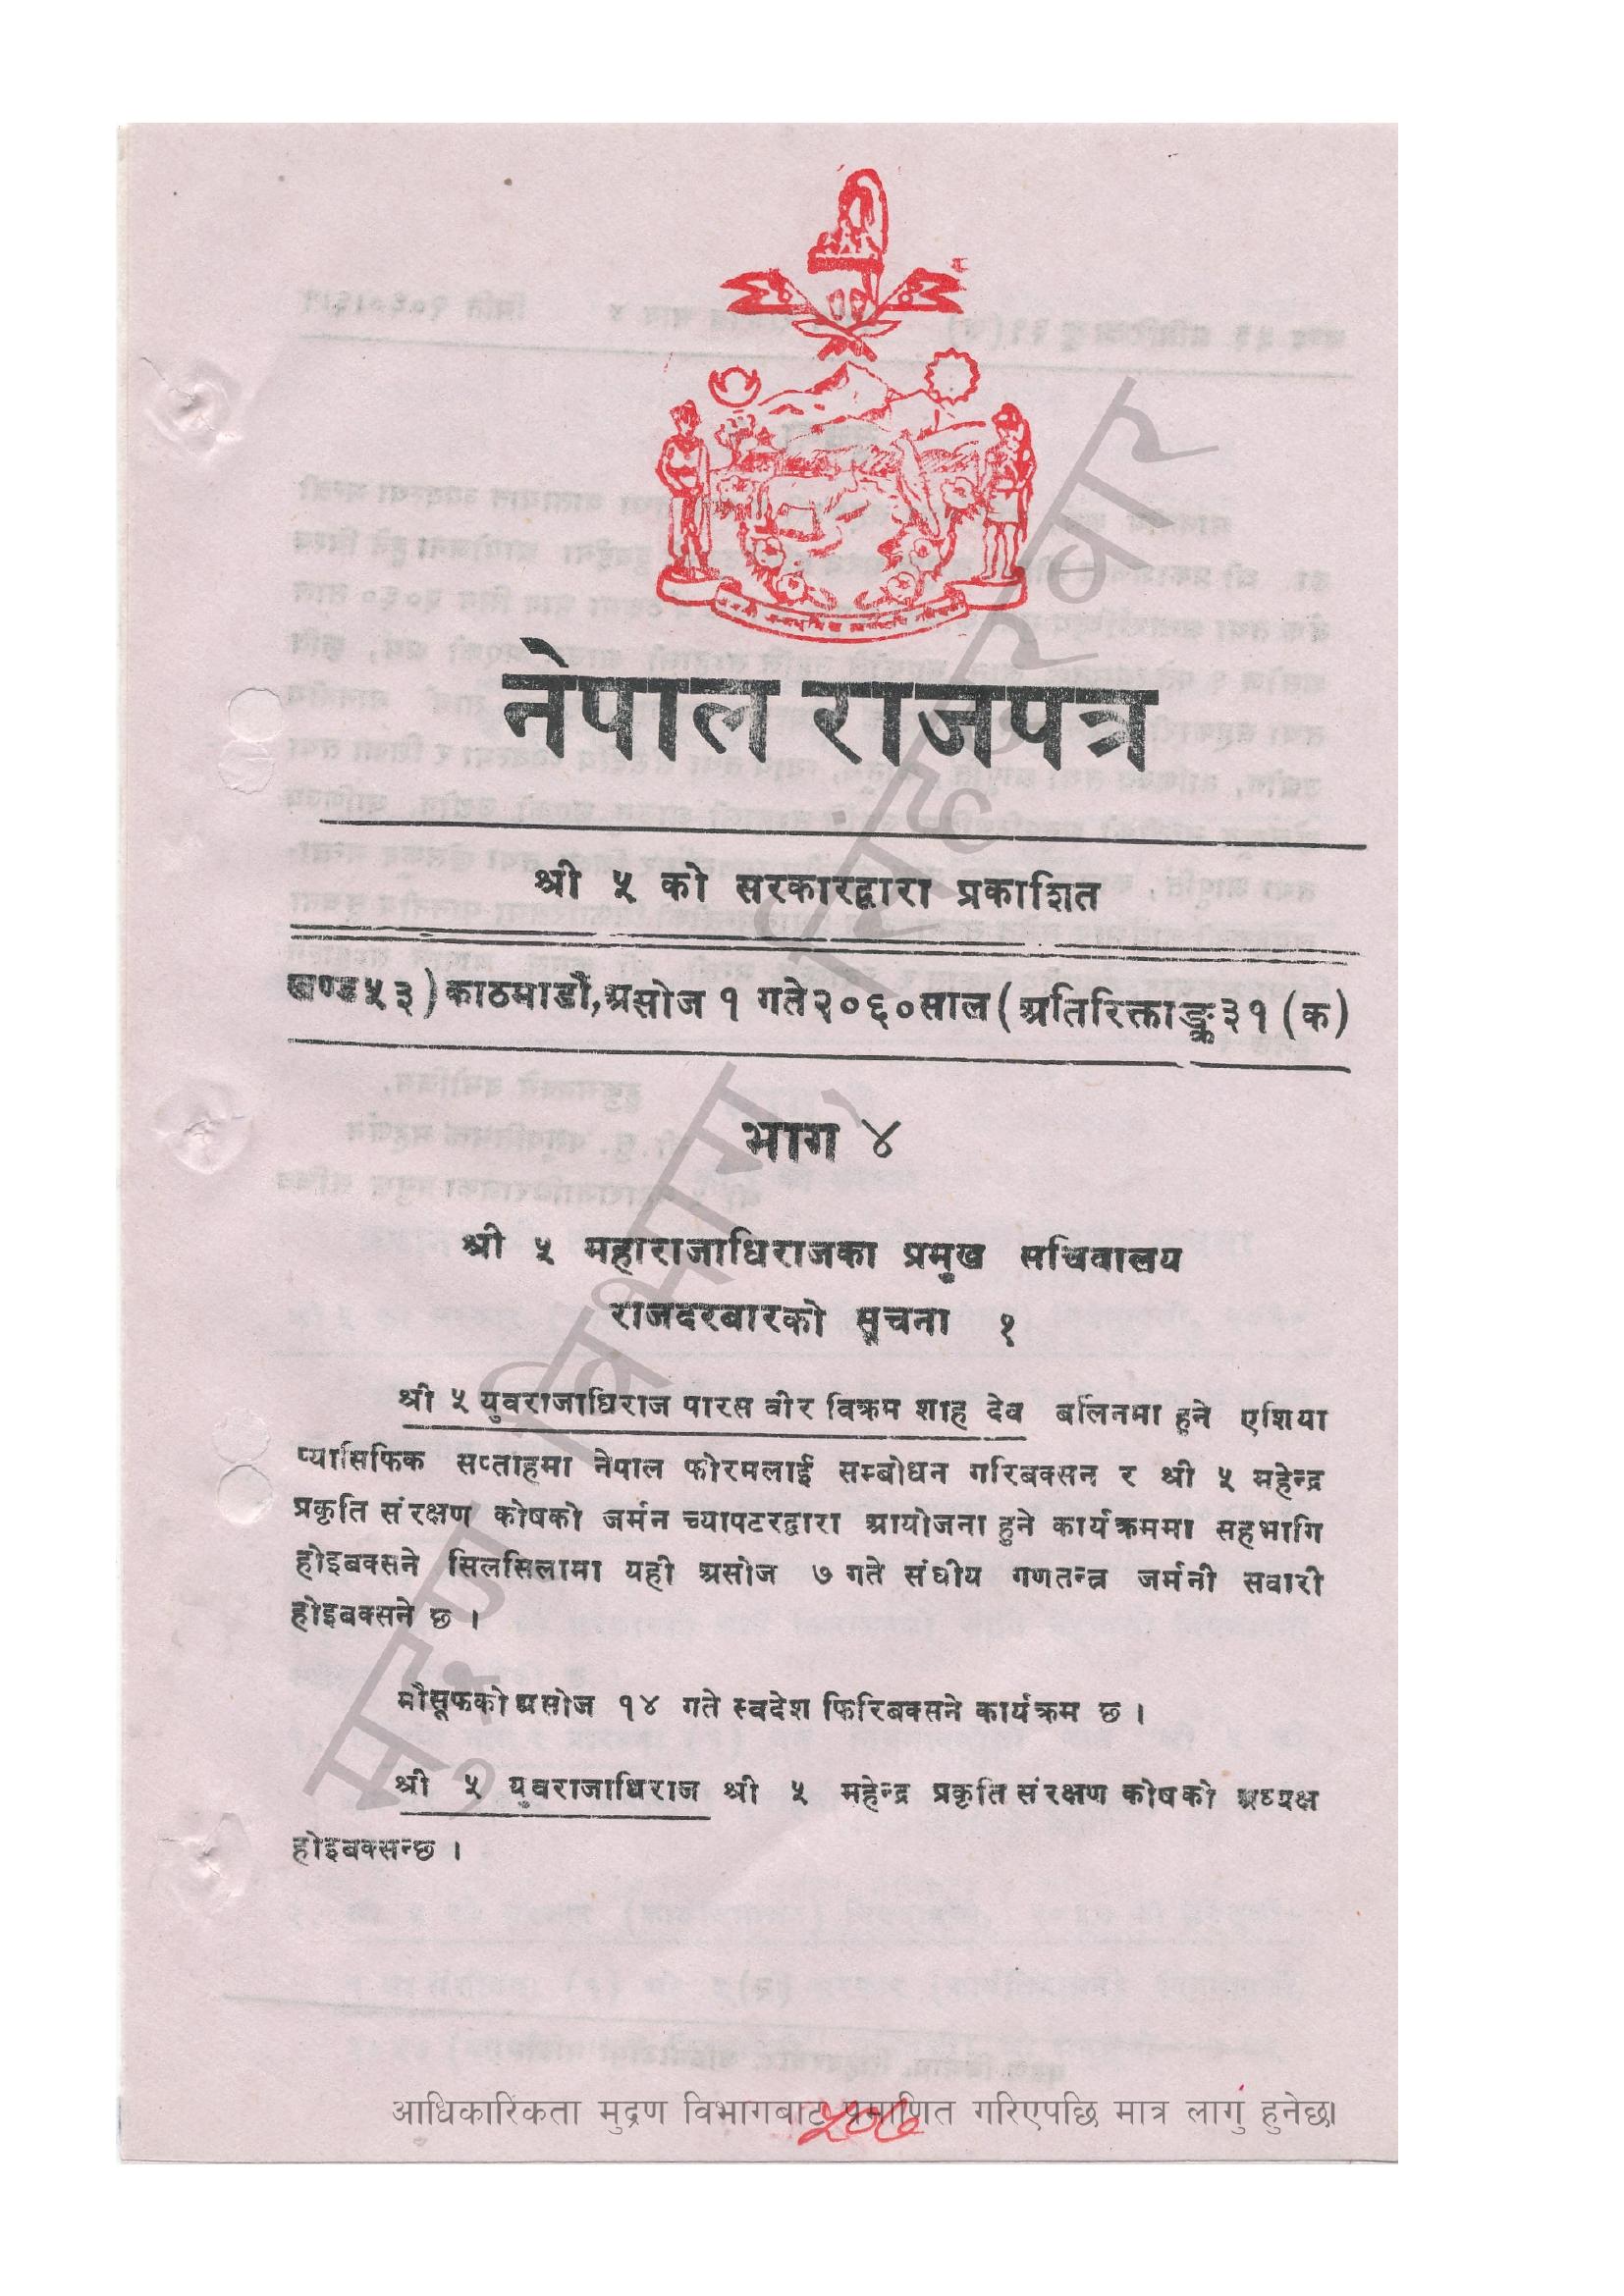 नेपाल राजपत्र
श्री ५ को सरकारद्वारा प्रकाशित
खण्ड ५३) काठमाडौं, असोज १ गते २०६० साल (अतिरिक्ताङ्क ३१ (क)
भाग ४
श्री ५ महाराजाधिराजका प्रमुख सचिवालय
राजदरबारको सूचना १
श्री ५ युवराजाधिराज पारस वीर विक्रम शाह देव बर्लिनमा हुने एशिया
प्यासिफिक सप्ताहमा नेपाल फोरमलाई सम्बोधन गरिबक्सन र श्री ५ महेन्द्र
प्रकृति संरक्षण कोषको जर्मन च्यापटरद्वारा आयोजना हुने कार्यक्रममा सहभागि
होइबक्सने सिलसिलामा यही असोज ७ गते संघीय गणतन्त्र जर्मनी सवारी
होइबक्सने छ ।
मौसूफको असोज १४ गते स्वदेश फिरिबक्सने कार्यक्रम छ ।
श्री ५ युवराजाधिराज श्री ५ महेन्द्र प्रकृति संरक्षण कोषको अध्यक्ष
होइबक्सन्छ ।
मुद्रण विभाग, सिंहदरबार
आधिकारिकता मुद्रण विभागबाट प्रमाणित गरिएपछि मात्र लागु हुनेछ।
५०७